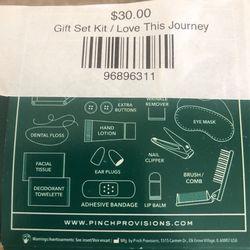 $30.00
Gift Set Kit / Love This Journey
96896311
EXTRA
BUTTONS
WRINKLE
REMOVER
EYE MASK
DENTAL FLOSS
HAND
LOTION
NAIL
CLIPPER
FACIAL
TISSUE
EAR PLUGS
BRUSH/
COMB
DEODORANT
TOWELETTE
ADHESIVE BANDAGE
LIP BALM
WWW.PINCHPROVISIONS.COM